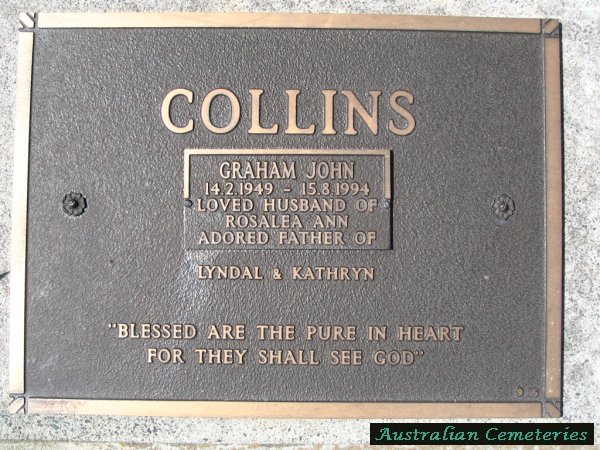 COLLINS
GRAHAM JOHN
14.2.1949 - 15.8.1994
LOVED HUSBAND OF
ROSALEA ANN
ADORED FATHER OF
LYNDAL & KATHRYN
"BLESSED ARE THE PURE IN HEART
FOR THEY SHALL SEE GOD"
Australian Cemeteries